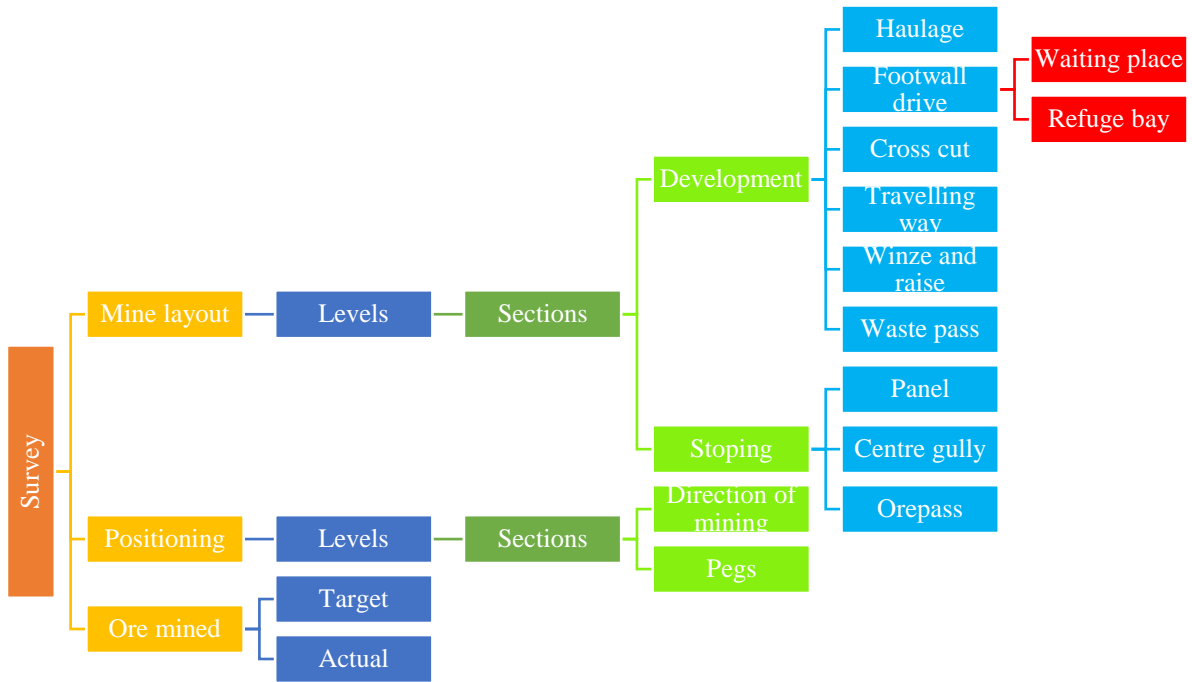 Survey
Mine layout
Levels
Sections
Development
Haulage
Footwall
drive
Waiting place
Refuge bay
Cross cut
Travelling
way
Winze and
raise
Waste pass
Stoping
Panel
Centre gully
Orepass
Positioning
Levels
Sections
Direction of
mining
Pegs
Ore mined
Target
Actual